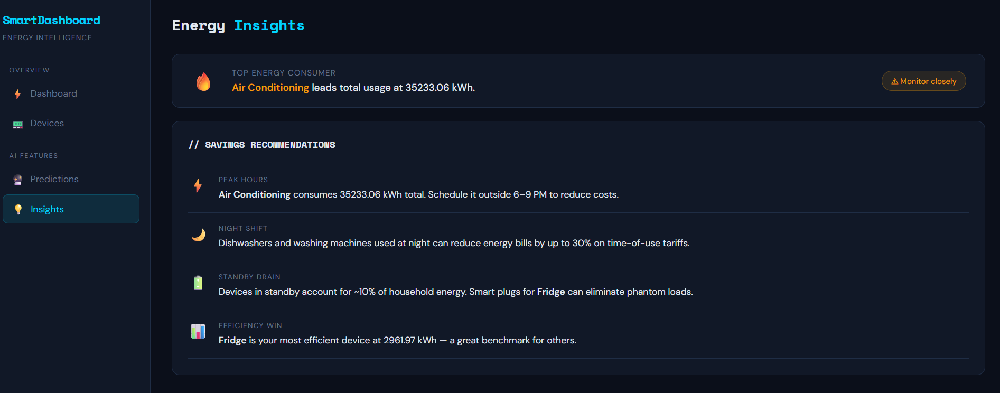 SmartDashboard
ENERGY INTELLIGENCE
OVERVIEW
Dashboard
Devices
AI FEATURES
Predictions
Insights
Energy Insights
TOP ENERGY CONSUMER
Air Conditioning leads total usage at 35233.06 kWh.
⚠ Monitor closely
// SAVINGS RECOMMENDATIONS
PEAK HOURS
Air Conditioning consumes 35233.06 kWh total. Schedule it outside 6–9 PM to reduce costs.
NIGHT SHIFT
Dishwashers and washing machines used at night can reduce energy bills by up to 30% on time-of-use tariffs.
STANDBY DRAIN
Devices in standby account for ~10% of household energy. Smart plugs for Fridge can eliminate phantom loads.
EFFICIENCY WIN
Fridge is your most efficient device at 2961.97 kWh — a great benchmark for others.